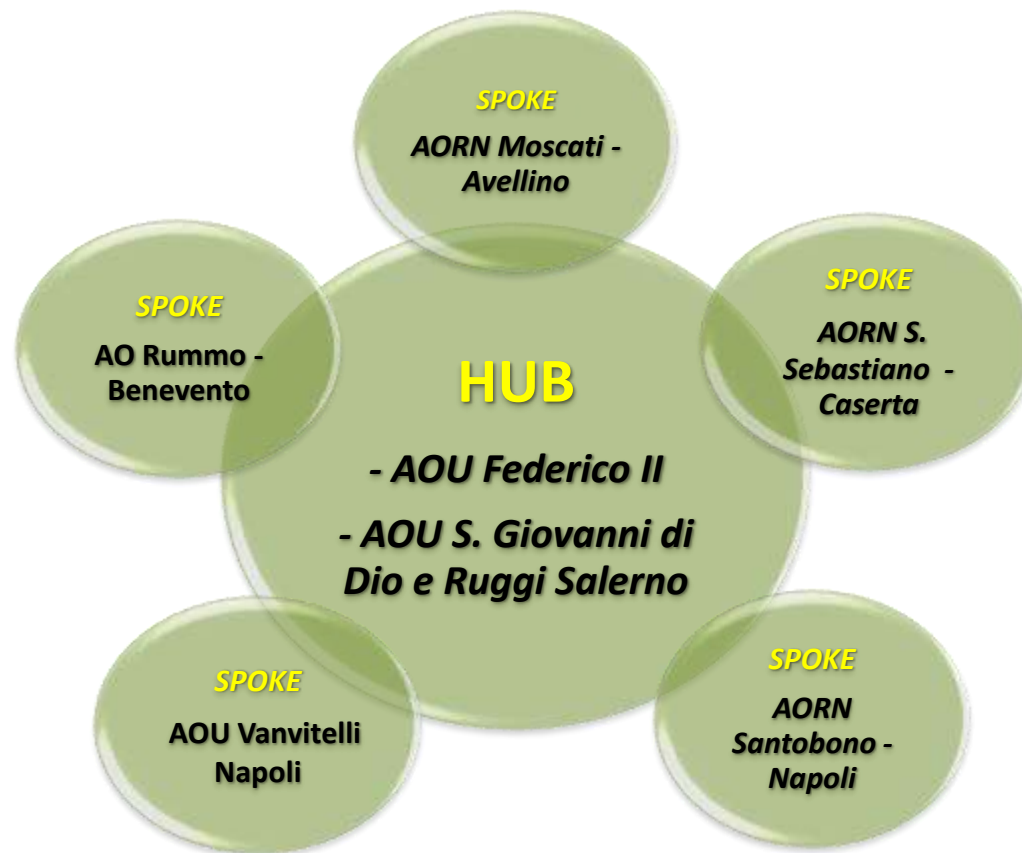 SPOKE
AORN Moscati -
Avellino
SPOKE
AO Rummo -
Benevento
SPOKE
AORN S.
Sebastiano -
Caserta
HUB
- AOU Federico II
- AOU S. Giovanni di
Dio e Ruggi Salerno
SPOKE
AOU Vanvitelli
Napoli
SPOKE
AORN
Santobono -
Napoli